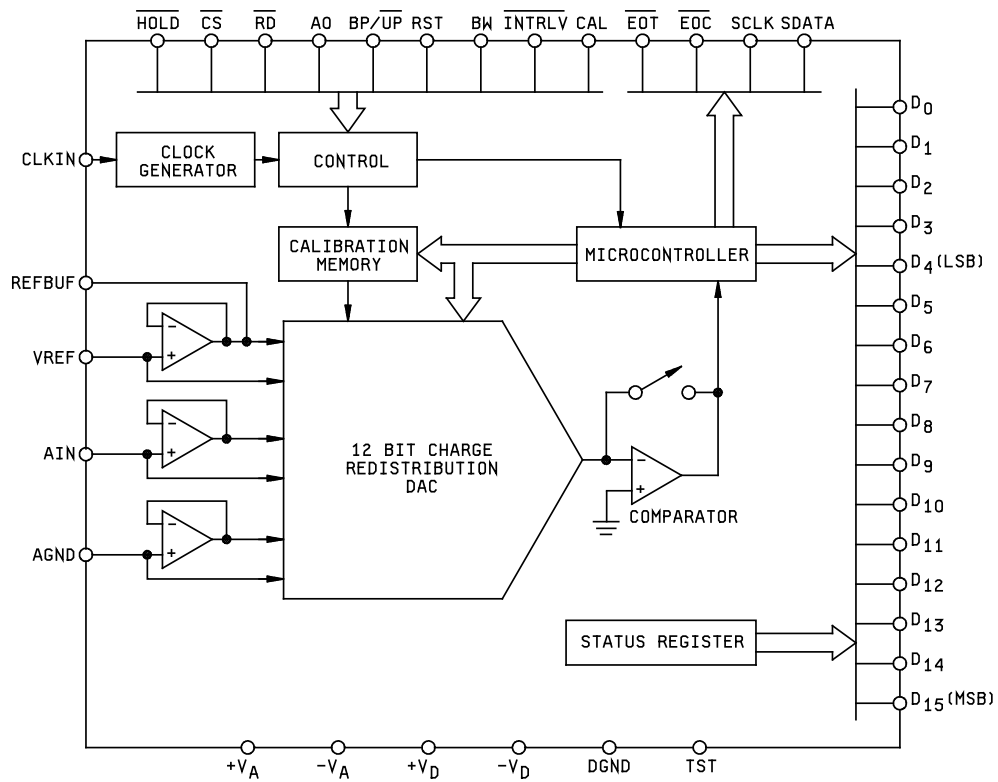 HOLD CS RD A0 BP/UP RST BW INTRLV CAL EOT EOC SCLK SDATA
D0
D1
D2
D3
D4 (LSB)
D5
D6
D7
D8
D9
D10
D11
D12
D13
D14
D15 (MSB)
CLKIN
CLOCK
GENERATOR
CONTROL
CALIBRATION
MEMORY
MICROCONTROLLER
REFBUF
VREF
AIN
AGND
−
+
−
+
−
+
12 BIT CHARGE
REDISTRIBUTION
DAC
−
+
COMPARATOR
STATUS REGISTER
+VA −VA +VD −VD DGND TST